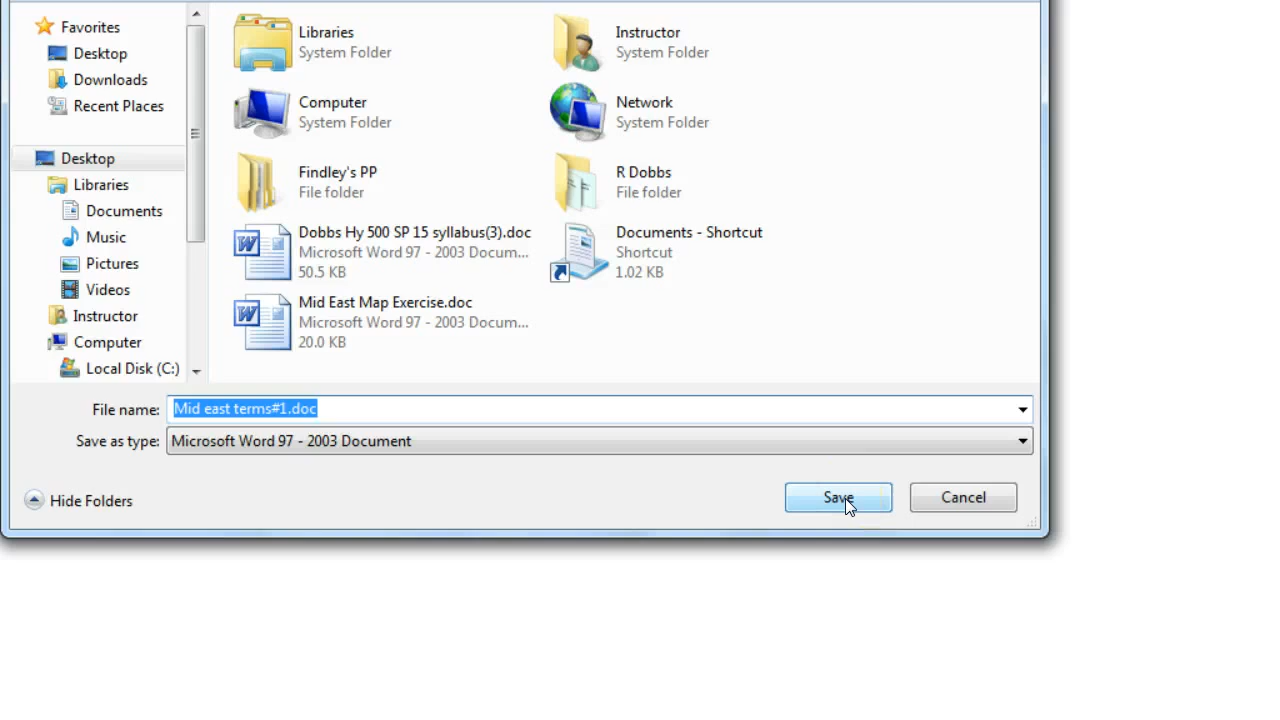 Favorites
Desktop
Downloads
Recent Places
Desktop
Libraries
Documents
Music
Pictures
Videos
Instructor
Computer
Local Disk (C:)
Libraries
System Folder
Instructor
System Folder
Computer
System Folder
Network
System Folder
Findley's PP
File folder
R Dobbs
File folder
Dobbs Hy 500 SP 15 syllabus(3).doc
Microsoft Word 97 - 2003 Docum...
50.5 KB
Documents - Shortcut
Shortcut
1.02 KB
Mid East Map Exercise.doc
Microsoft Word 97 - 2003 Docum...
20.0 KB
File name: Mid east terms#1.doc
Save as type: Microsoft Word 97 - 2003 Document
Hide Folders
Save
Cancel